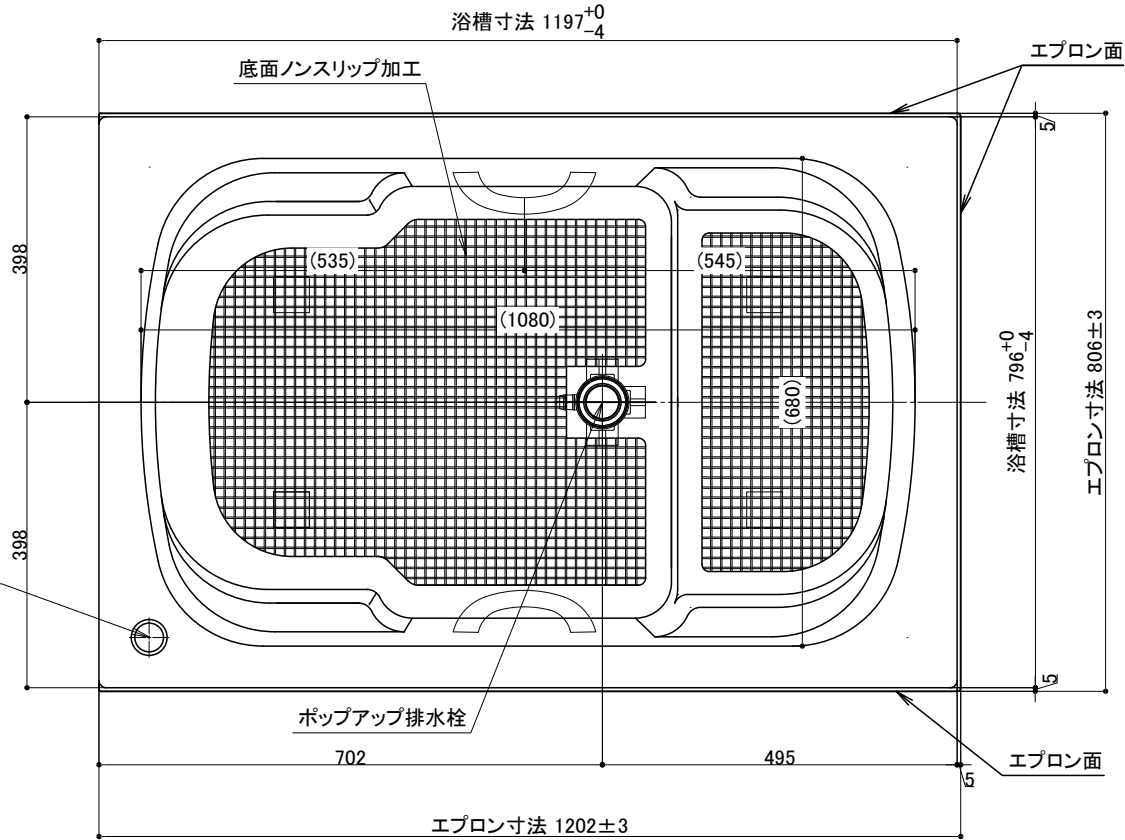 浴槽寸法 1197+0 -4
エプロン面
底面ノンスリップ加工
5
398
(535)
(545)
(1080)
(680)
浴槽寸法 796+0 -4
エプロン寸法 806±3
398
5
ポップアップ排水栓
702
495
エプロン面
5
エプロン寸法 1202±3